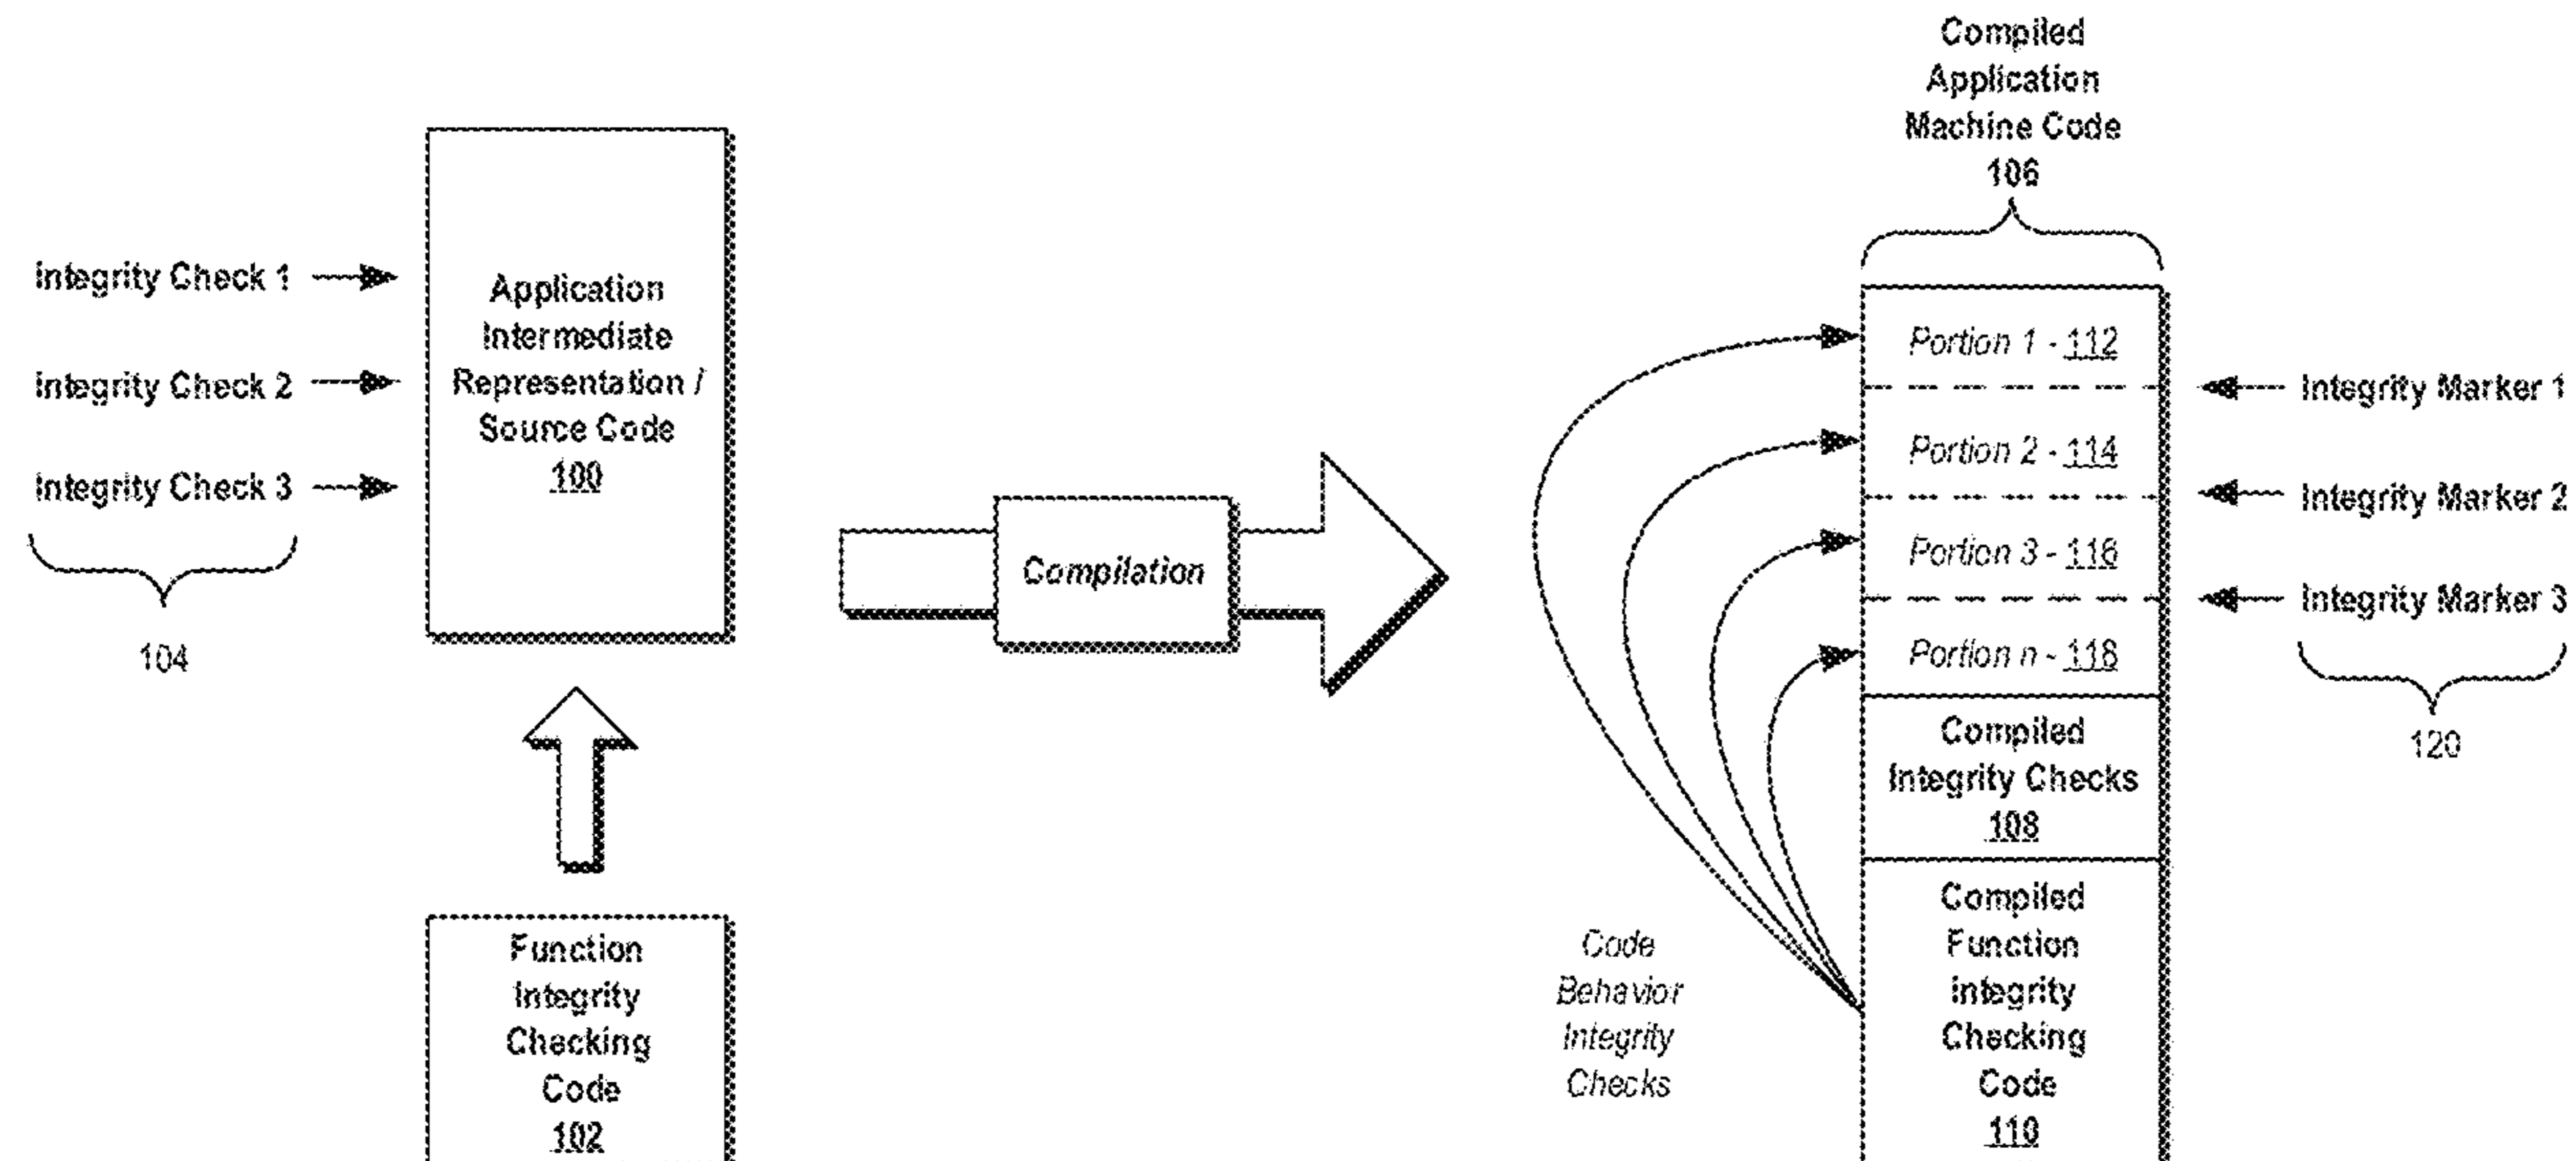 Integrity Check 1
Integrity Check 2
Integrity Check 3
104
Application
Intermediate
Representation /
Source Code
100
Function
Integrity
Checking
Code
102
Compilation
Compiled
Application
Machine Code
106
Portion 1 - 112
Portion 2 - 114
Portion 3 - 116
Portion n - 118
Compiled
Integrity Checks
108
Compiled
Function
Integrity
Checking
Code
110
Code
Behavior
Integrity
Checks
Integrity Marker 1
Integrity Marker 2
Integrity Marker 3
120